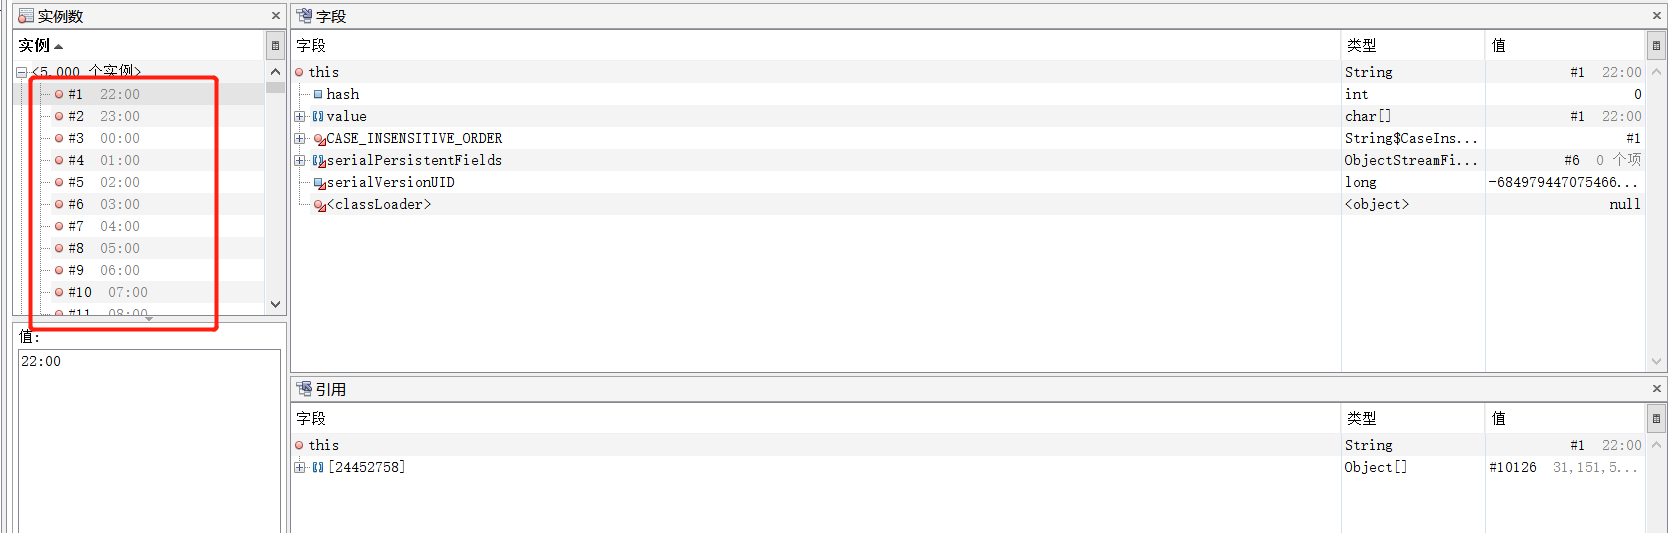 实例数
实例
<5,000 个实例>
#1 22:00
#2 23:00
#3 00:00
#4 01:00
#5 02:00
#6 03:00
#7 04:00
#8 05:00
#9 06:00
#10 07:00
#11 08:00
值:
22:00
字段
字段 类型 值
this String #1 22:00
hash int 0
value char[] #1 22:00
CASE_INSENSITIVE_ORDER String$CaseIns... #1
serialPersistentFields ObjectStreamFi... #6 0 个项
serialVersionUID long -684979447075466...
<classLoader> <object> null
引用
字段 类型 值
this String #1 22:00
[24452758] Object[] #10126 31,151,5...